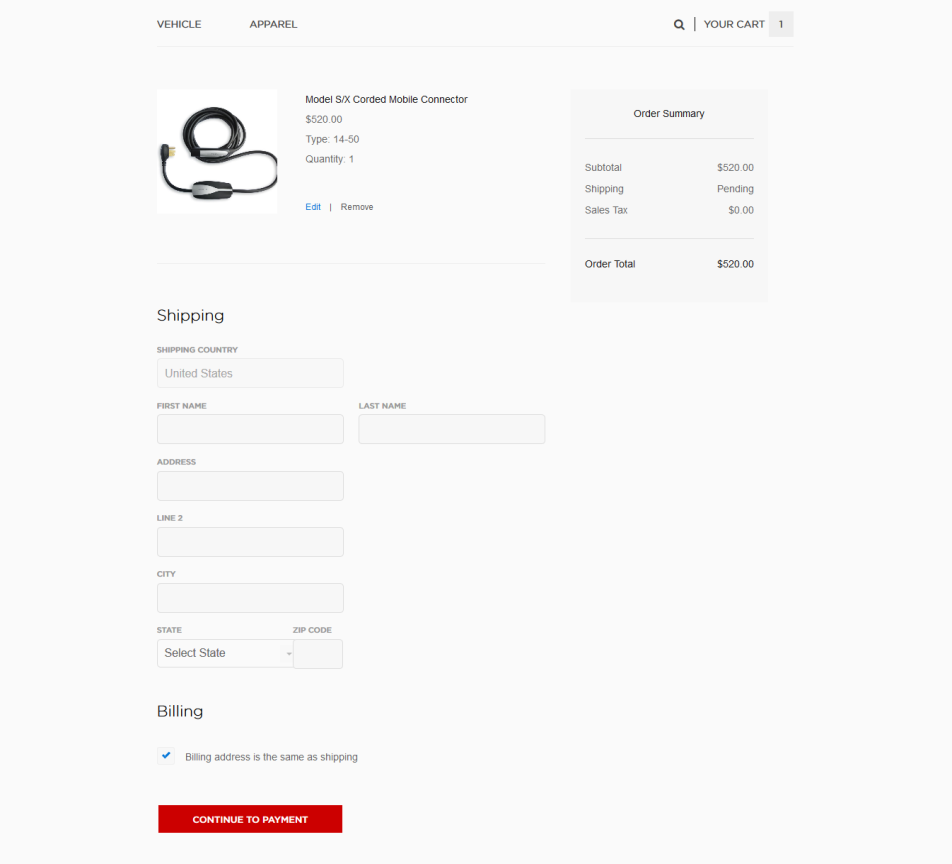 VEHICLE APPAREL YOUR CART 1
Model S/X Corded Mobile Connector
$520.00
Type: 14-50
Quantity: 1
Edit | Remove
Order Summary
Subtotal $520.00
Shipping Pending
Sales Tax $0.00
Order Total $520.00
Shipping
SHIPPING COUNTRY
United States
FIRST NAME LAST NAME
ADDRESS
LINE 2
CITY
STATE ZIP CODE
Select State
Billing
Billing address is the same as shipping
CONTINUE TO PAYMENT